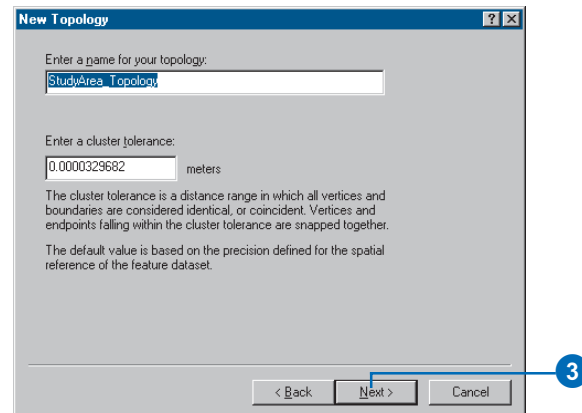 New Topology
Enter a name for your topology:
StudyArea_Topology
Enter a cluster tolerance:
0.0000329682 meters
The cluster tolerance is a distance range in which all vertices and
boundaries are considered identical, or coincident. Vertices and
endpoints falling within the cluster tolerance are snapped together.
The default value is based on the precision defined for the spatial
reference of the feature dataset.
< Back Next > Cancel
3